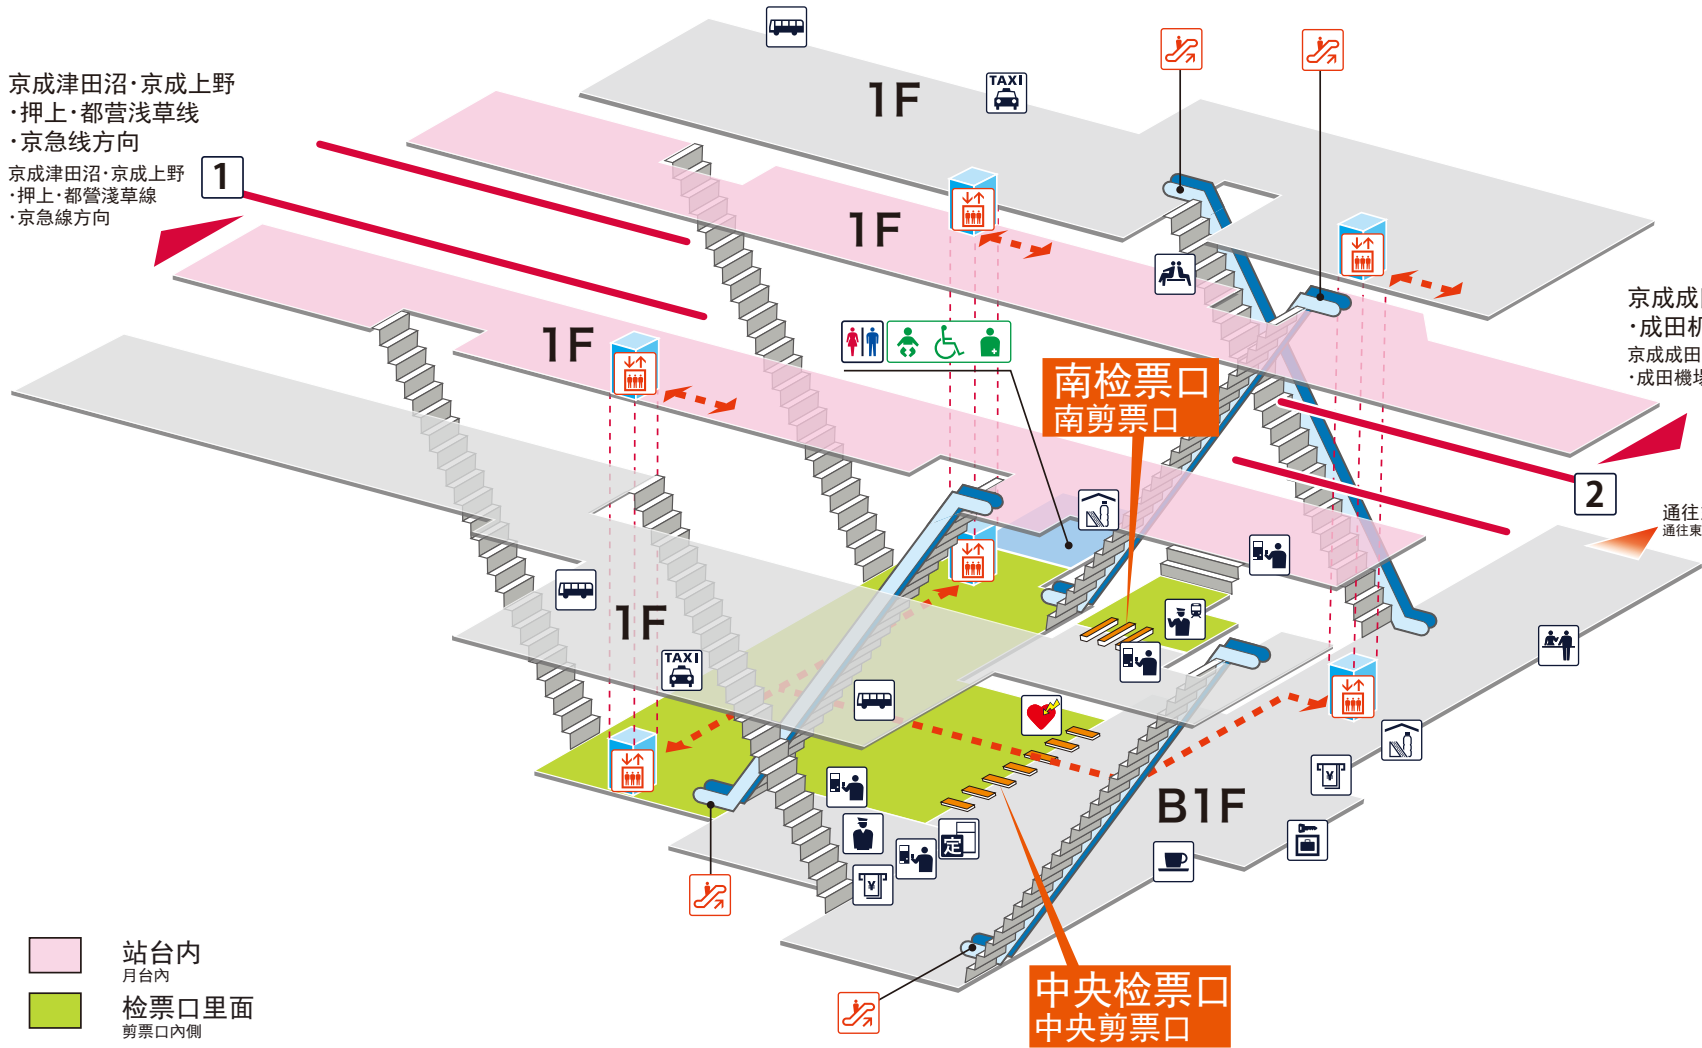 京成津田沼·京成上野
·押上·都营浅草线
·京急线方向
京成津田沼·京成上野
·押上·都營淺草線
·京急線方向
1
1F
TAXI
1F
1F
南检票口
南剪票口
京成成
·成田机
京成成田
·成田機場
2
通往
通往東
1F
TAXI
¥
B1F
定
¥
中央检票口
中央剪票口
站台内
月台內
检票口里面
剪票口內側